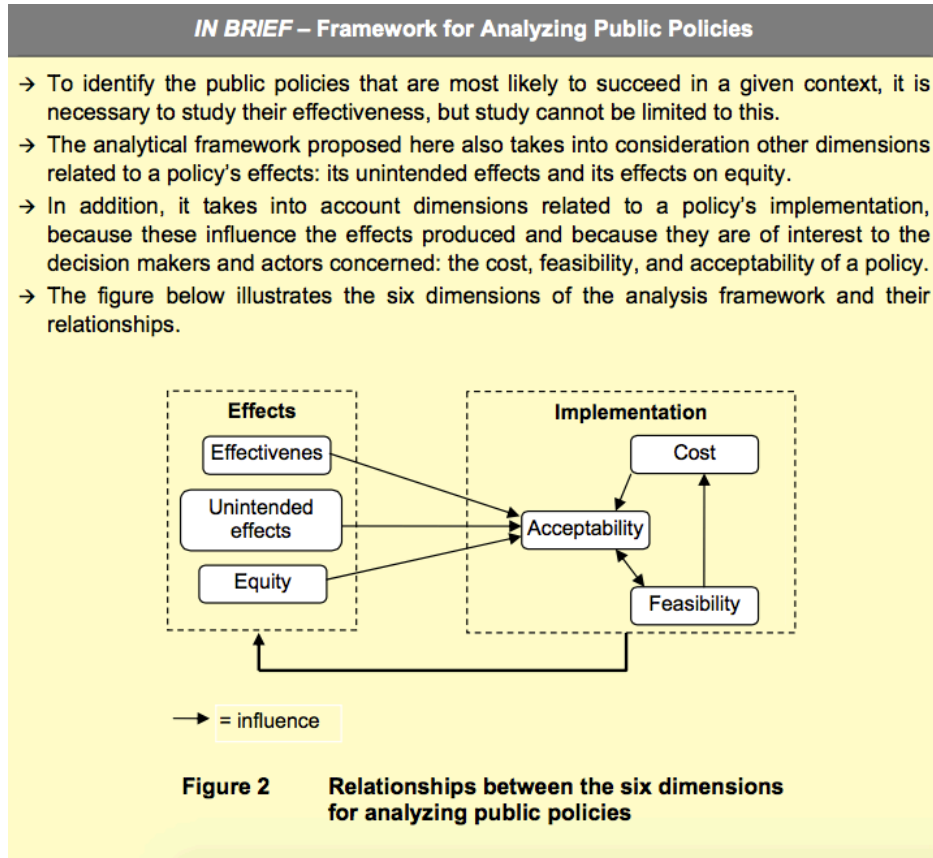 IN BRIEF – Framework for Analyzing Public Policies
→ To identify the public policies that are most likely to succeed in a given context, it is
necessary to study their effectiveness, but study cannot be limited to this.
→ The analytical framework proposed here also takes into consideration other dimensions
related to a policy's effects: its unintended effects and its effects on equity.
→ In addition, it takes into account dimensions related to a policy's implementation,
because these influence the effects produced and because they are of interest to the
decision makers and actors concerned: the cost, feasibility, and acceptability of a policy.
→ The figure below illustrates the six dimensions of the analysis framework and their
relationships.
Effects
Effectivenes
Unintended
effects
Equity
Implementation
Cost
Acceptability
Feasibility
= influence
Figure 2 Relationships between the six dimensions
for analyzing public policies